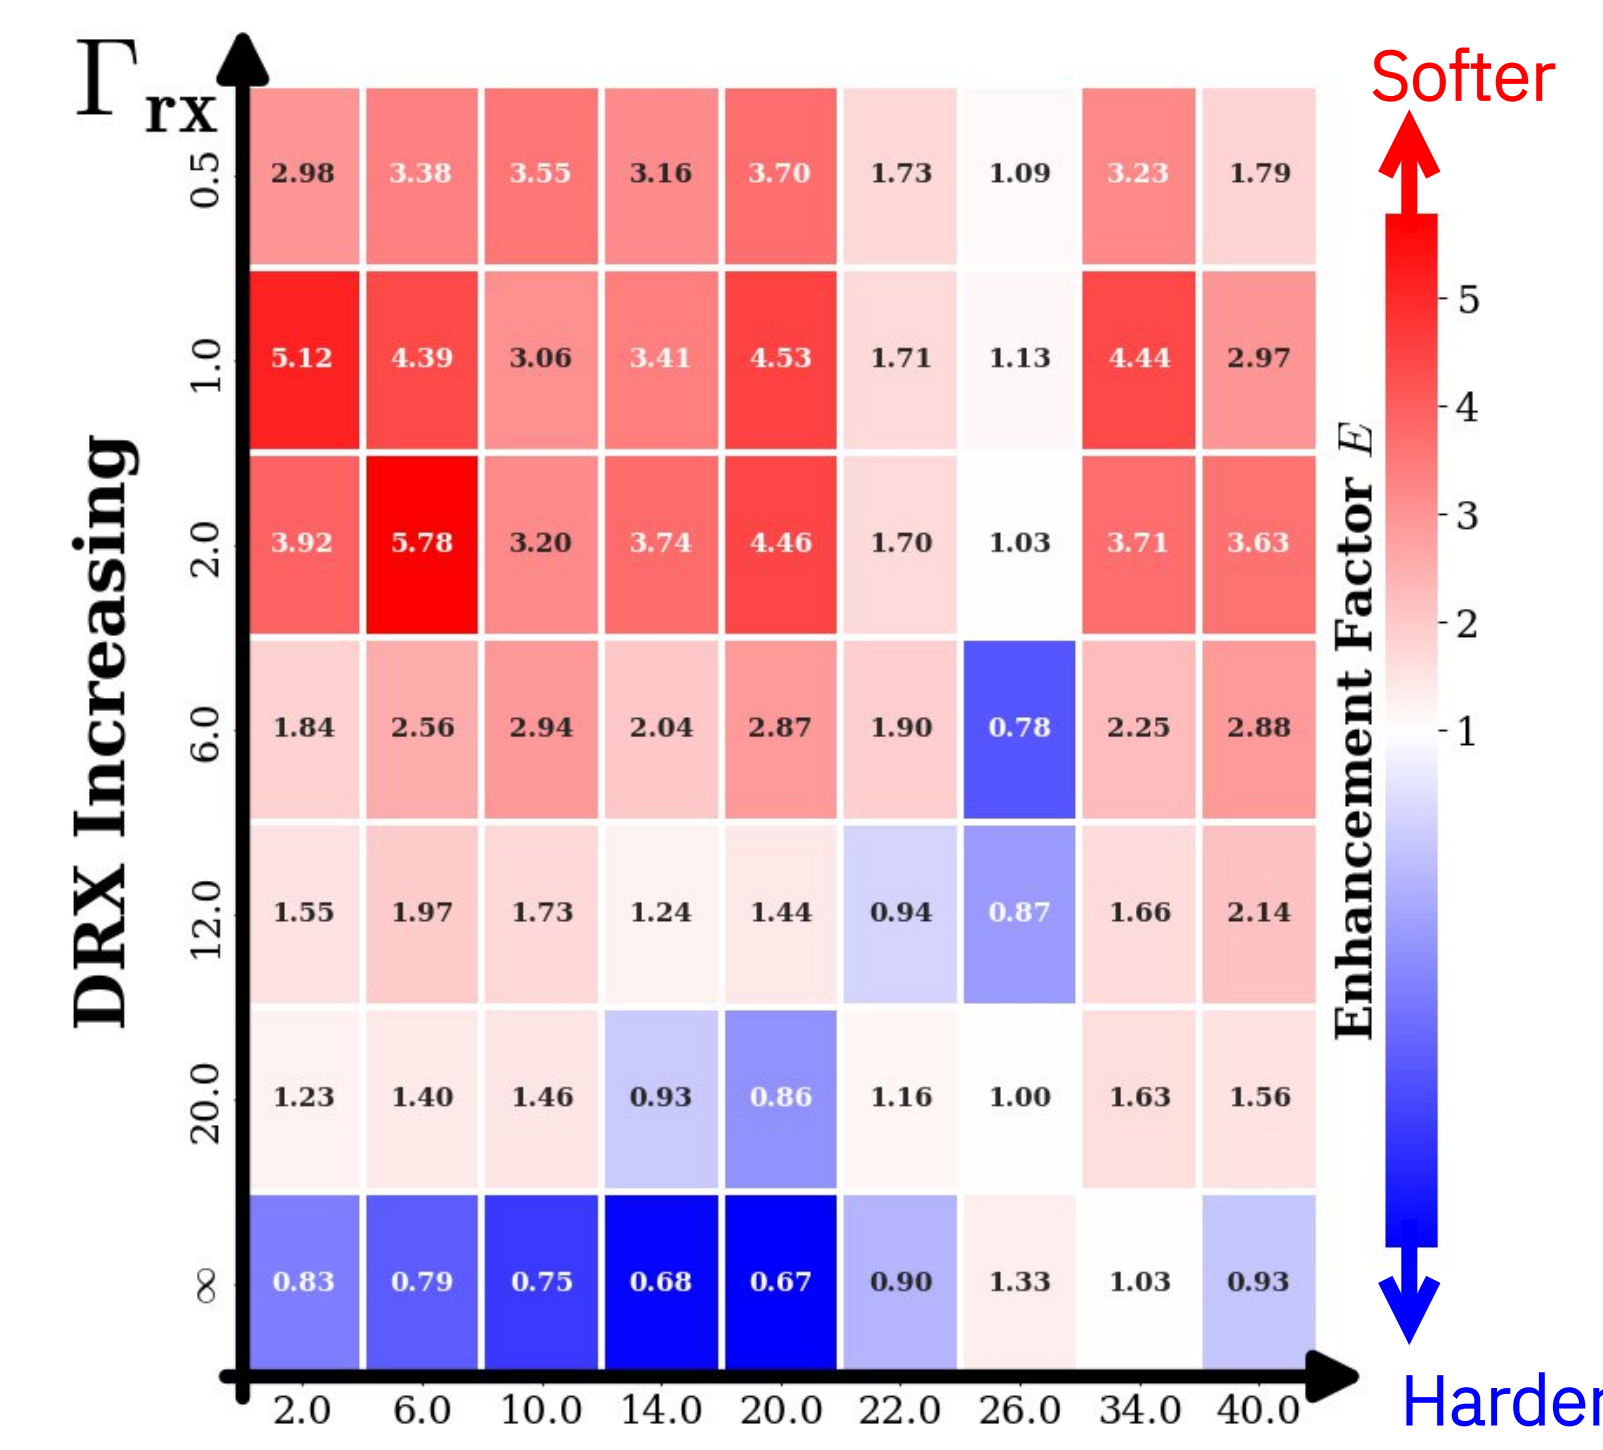 Γrx
Softer
0.5 2.98 3.38 3.55 3.16 3.70 1.73 1.09 3.23 1.79
1.0 5.12 4.39 3.06 3.41 4.53 1.71 1.13 4.44 2.97
2.0 3.92 5.78 3.20 3.74 4.46 1.70 1.03 3.71 3.63
6.0 1.84 2.56 2.94 2.04 2.87 1.90 0.78 2.25 2.88
12.0 1.55 1.97 1.73 1.24 1.44 0.94 0.87 1.66 2.14
20.0 1.23 1.40 1.46 0.93 0.86 1.16 1.00 1.63 1.56
∞ 0.83 0.79 0.75 0.68 0.67 0.90 1.33 1.03 0.93
2.0 6.0 10.0 14.0 20.0 22.0 26.0 34.0 40.0
DRX Increasing
Enhancement Factor E
5
4
3
2
1
Harder